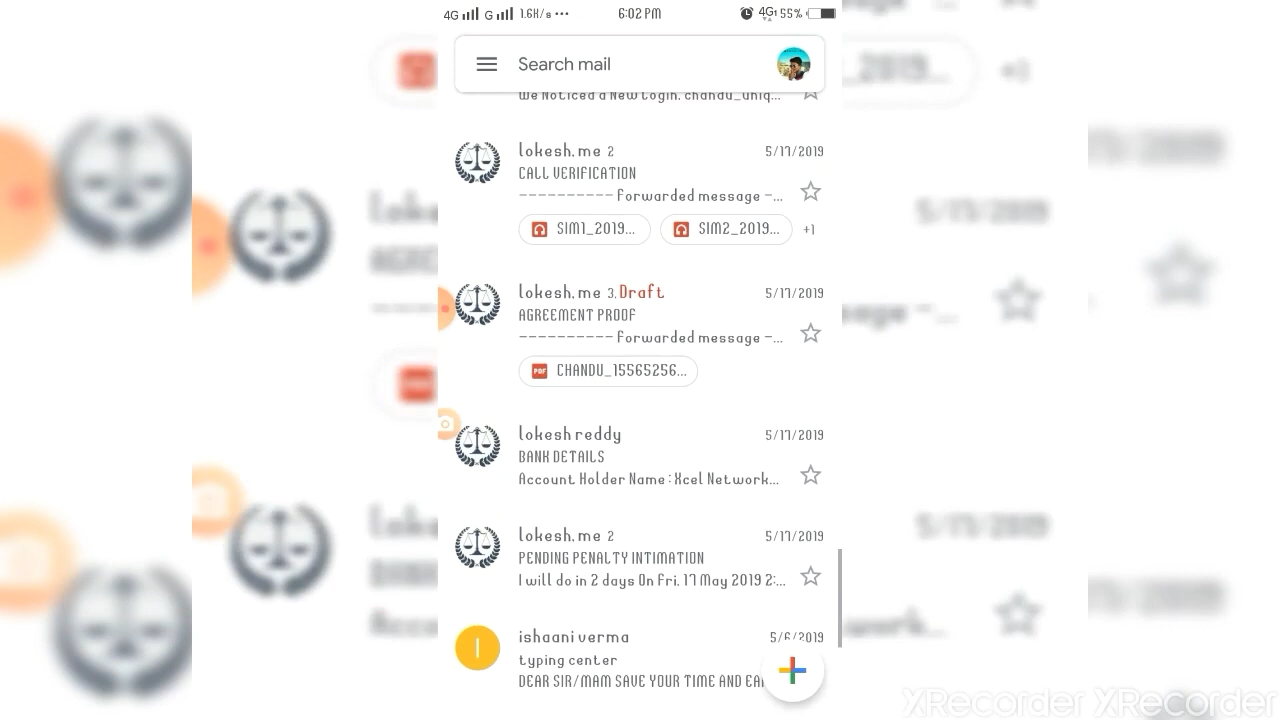 4G G 1.6K/s ••• 6:02 PM 4G 55%
Search mail
We Noticed a New Login, chandu_uniq...
lokesh, me 2 5/17/2019
CALL VERIFICATION
---------- Forwarded message -...
SIM1_2019... SIM2_2019... +1
lokesh, me 3, Draft 5/17/2019
AGREEMENT PROOF
---------- Forwarded message -...
PDF CHANDU_15565256...
lokesh reddy 5/17/2019
BANK DETAILS
Account Holder Name : Xcel Network...
lokesh, me 2 5/17/2019
PENDING PENALTY INTIMATION
I will do in 2 days On Fri, 17 May 2019 2:...
I ishaani verma 5/6/2019
typing center
DEAR SIR/MAM SAVE YOUR TIME AND
XRecorder XRecorder